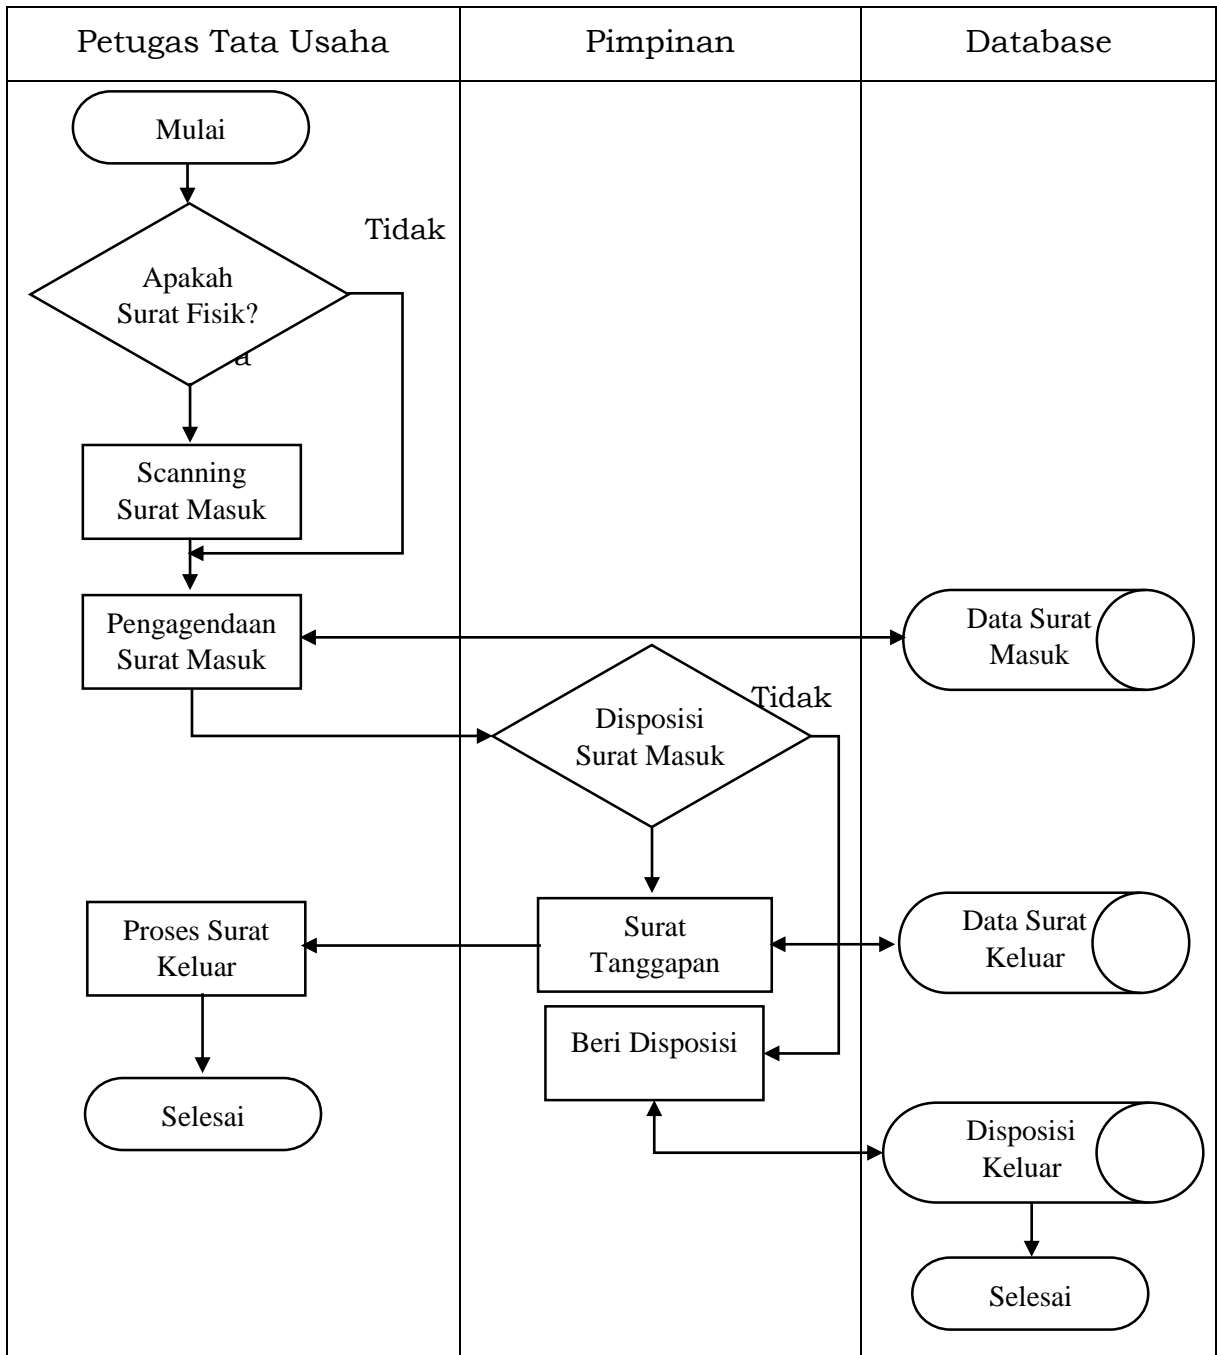 Petugas Tata Usaha
Pimpinan
Database
Mulai
Tidak
Apakah
Surat Fisik?
Scanning
Surat Masuk
Pengagendaan
Surat Masuk
Data Surat
Masuk
Tidak
Disposisi
Surat Masuk
Proses Surat
Keluar
Surat
Tanggapan
Data Surat
Keluar
Beri Disposisi
Selesai
Disposisi
Keluar
Selesai